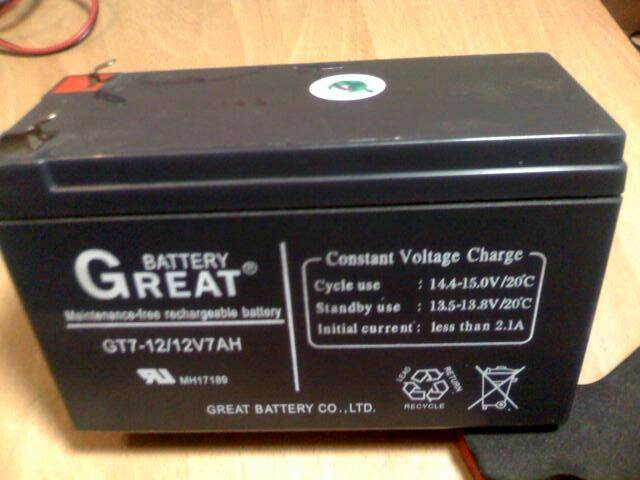 BATTERY
GREAT®
Maintenance-free rechargeable battery
GT7-12/12V7AH
MH17189
Constant Voltage Charge
Cycle use : 14.4-15.0V/20℃
Standby use : 13.5-13.8V/20℃
Initial current : less than 2.1A
LEAD RETURN
RECYCLE
GREAT BATTERY CO.,LTD.